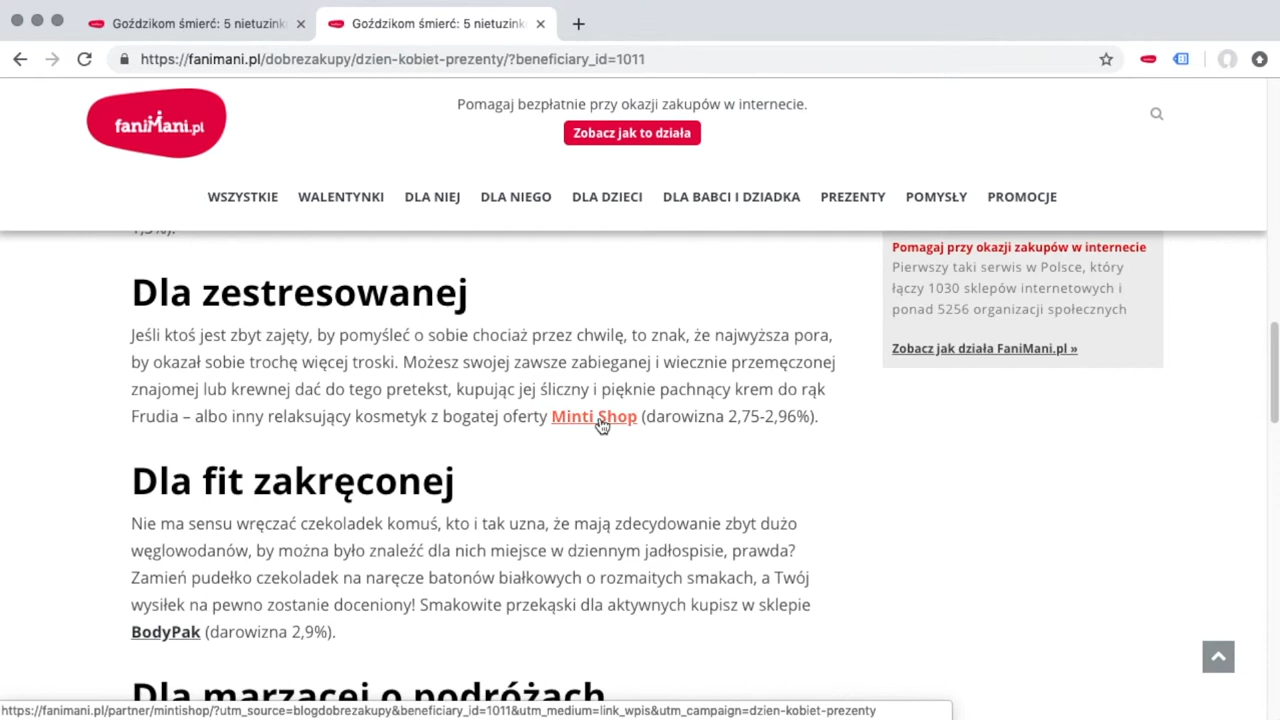 Goździkom śmierć: 5 nietuzink
Goździkom śmierć: 5 nietuzink
https://fanimani.pl/dobrezakupy/dzien-kobiet-prezenty/?beneficiary_id=1011
fanimani.pl
Pomagaj bezpłatnie przy okazji zakupów w internecie.
Zobacz jak to działa
WSZYSTKIE WALENTYNKI DLA NIEJ DLA NIEGO DLA DZIECI DLA BABCI I DZIADKA PREZENTY POMYSŁY PROMOCJE
Dla zestresowanej
Jeśli ktoś jest zbyt zajęty, by pomyśleć o sobie chociaż przez chwilę, to znak, że najwyższa pora,
by okazał sobie trochę więcej troski. Możesz swojej zawsze zabieganej i wiecznie przemęczonej
znajomej lub krewnej dać do tego pretekst, kupując jej śliczny i pięknie pachnący krem do rąk
Frudia – albo inny relaksujący kosmetyk z bogatej oferty Minti Shop (darowizna 2,75-2,96%).
Dla fit zakręconej
Nie ma sensu wręczać czekoladek komuś, kto i tak uzna, że mają zdecydowanie zbyt dużo
węglowodanów, by można było znaleźć dla nich miejsce w dziennym jadłospisie, prawda?
Zamień pudełko czekoladek na naręcze batonów białkowych o rozmaitych smakach, a Twój
wysiłek na pewno zostanie doceniony! Smakowite przekąski dla aktywnych kupisz w sklepie
BodyPak (darowizna 2,9%).
Dla marzącej o podróżach
Pomagaj przy okazji zakupów w internecie
Pierwszy taki serwis w Polsce, który
łączy 1030 sklepów internetowych i
ponad 5256 organizacji społecznych
Zobacz jak działa FaniMani.pl »
https://fanimani.pl/partner/mintishop/?utm_source=blogdobrezakupy&beneficiary_id=1011&utm_medium=link_wpis&utm_campaign=dzien-kobiet-prezenty